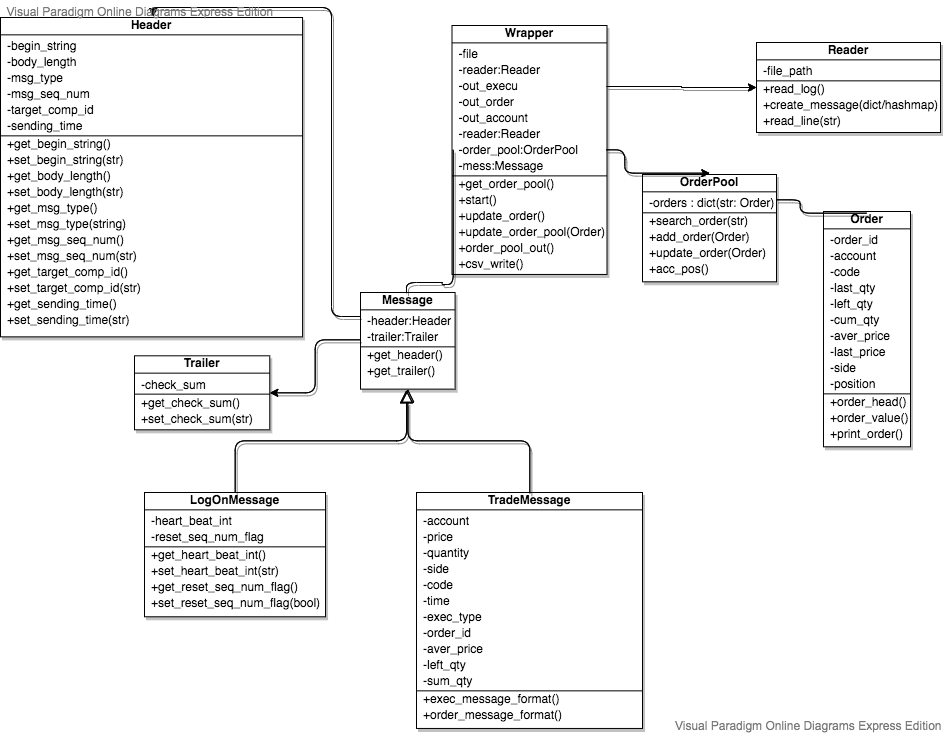 Visual Paradigm Online Diagrams Express Edition
Header
-begin_string
-body_length
-msg_type
-msg_seq_num
-target_comp_id
-sending_time
+get_begin_string()
+set_begin_string(str)
+get_body_length()
+set_body_length(str)
+get_msg_type()
+set_msg_type(string)
+get_msg_seq_num()
+set_msg_seq_num(str)
+get_target_comp_id()
+set_target_comp_id(str)
+get_sending_time()
+set_sending_time(str)
Wrapper
-file
-reader:Reader
-out_execu
-out_order
-out_account
-reader:Reader
-order_pool:OrderPool
-mess:Message
+get_order_pool()
+start()
+update_order()
+update_order_pool(Order)
+order_pool_out()
+csv_write()
Reader
-file_path
+read_log()
+create_message(dict/hashmap)
+read_line(str)
OrderPool
-orders : dict(str: Order)
+search_order(str)
+add_order(Order)
+update_order(Order)
+acc_pos()
Order
-order_id
-account
-code
-last_qty
-left_qty
-cum_qty
-aver_price
-last_price
-side
-position
+order_head()
+order_value()
+print_order()
Message
-header:Header
-trailer:Trailer
+get_header()
+get_trailer()
Trailer
-check_sum
+get_check_sum()
+set_check_sum(str)
LogOnMessage
-heart_beat_int
-reset_seq_num_flag
+get_heart_beat_int()
+set_heart_beat_int(str)
+get_reset_seq_num_flag()
+set_reset_seq_num_flag(bool)
TradeMessage
-account
-price
-quantity
-side
-code
-time
-exec_type
-order_id
-aver_price
-left_qty
-sum_qty
+exec_message_format()
+order_message_format()
Visual Paradigm Online Diagrams Express Edition